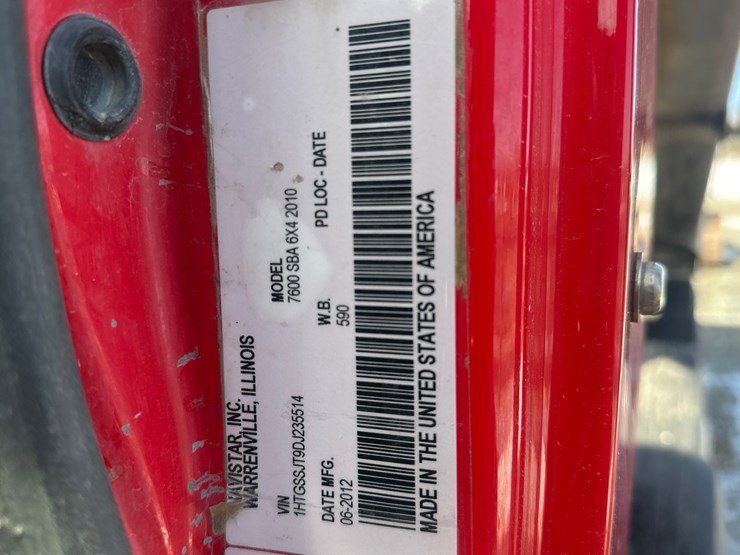 NAVISTAR, INC.
WARRENVILLE, ILLINOIS
VIN MODEL
1HTGSSJT9DJ235514 7600 SBA 6X4 2010
DATE MFG. W.B. PD LOC - DATE
06-2012 590
MADE IN THE UNITED STATES OF AMERICA